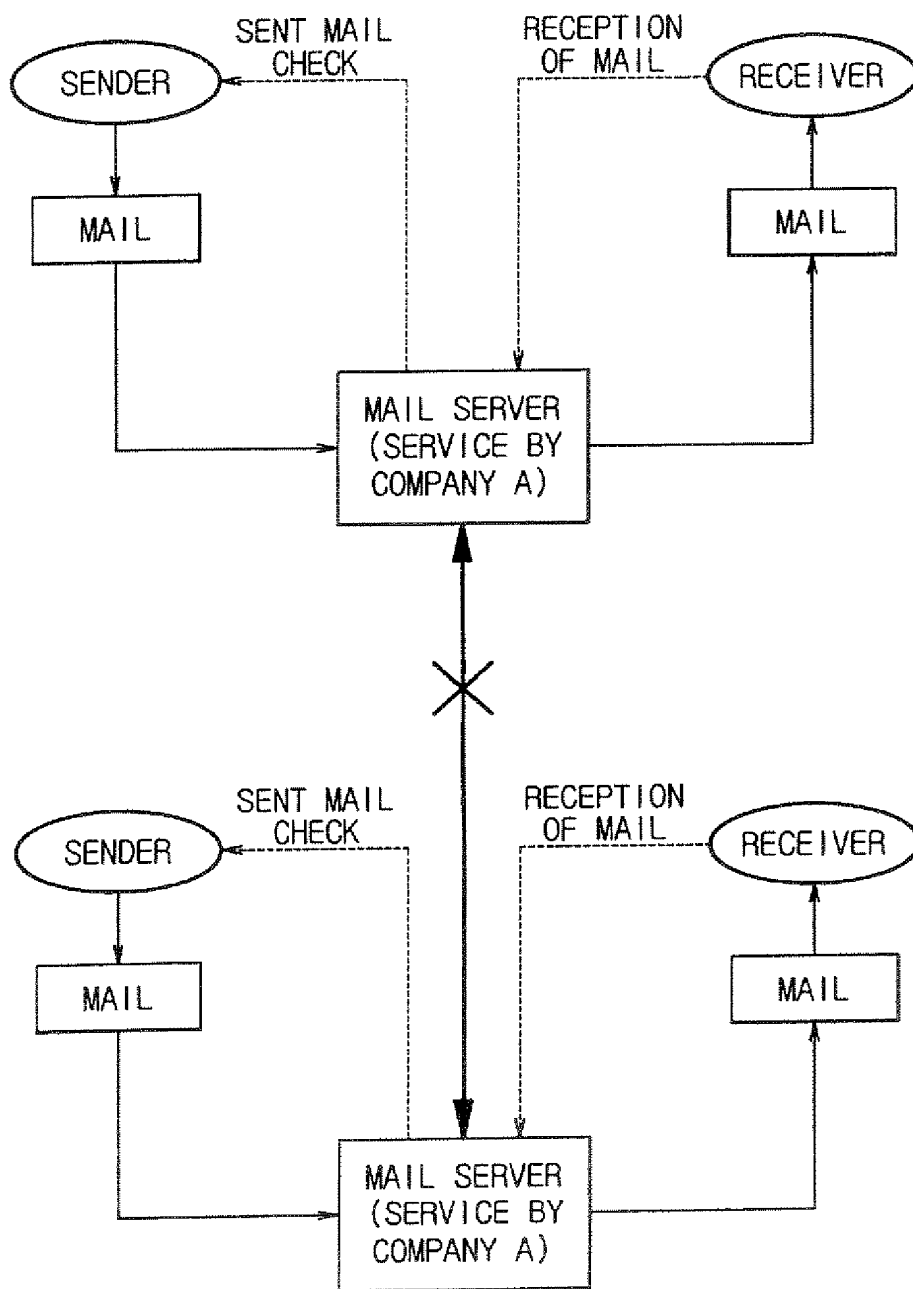 SENT MAIL
CHECK
RECEPTION
OF MAIL
SENDER
RECEIVER
MAIL
MAIL
MAIL SERVER
(SERVICE BY
COMPANY A)
SENT MAIL
CHECK
RECEPTION
OF MAIL
SENDER
RECEIVER
MAIL
MAIL
MAIL SERVER
(SERVICE BY
COMPANY A)